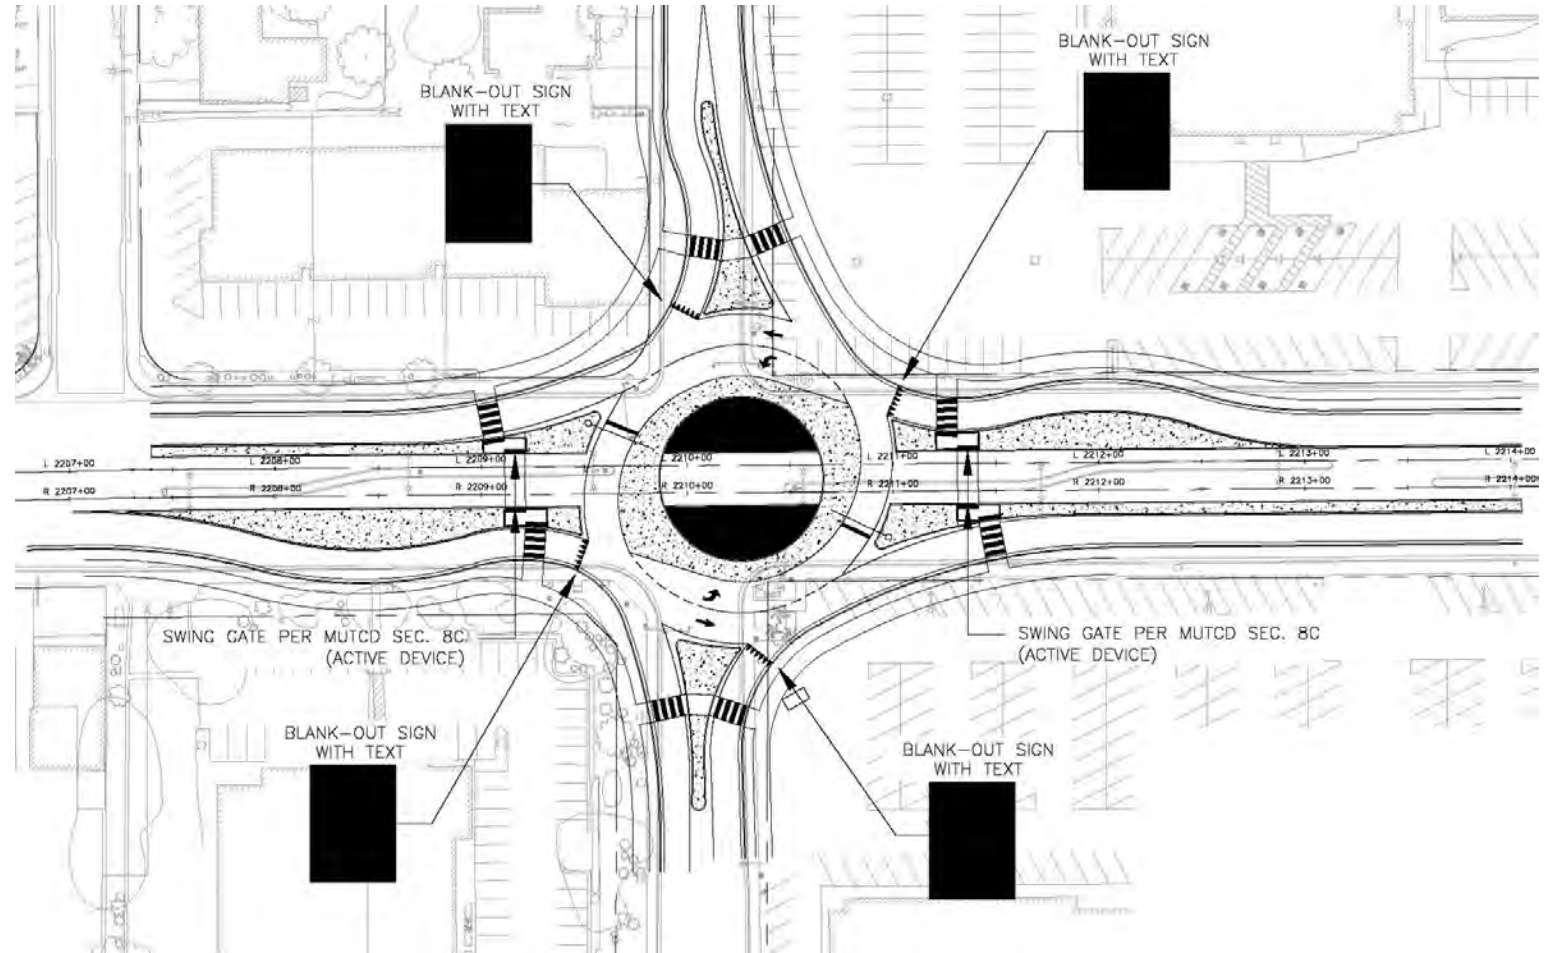 BLANK-OUT SIGN
WITH TEXT
BLANK-OUT SIGN
WITH TEXT
L 2207+00
L 2208+00
L 2209+00
L 2210+00
L 2211+00
L 2212+00
L 2213+00
L 2214+00
R 2207+00
R 2208+00
R 2209+00
R 2210+00
R 2211+00
R 2212+00
R 2213+00
R 2214+00
SWING GATE PER MUTCD SEC. 8C
(ACTIVE DEVICE)
SWING GATE PER MUTCD SEC. 8C
(ACTIVE DEVICE)
BLANK-OUT SIGN
WITH TEXT
BLANK-OUT SIGN
WITH TEXT